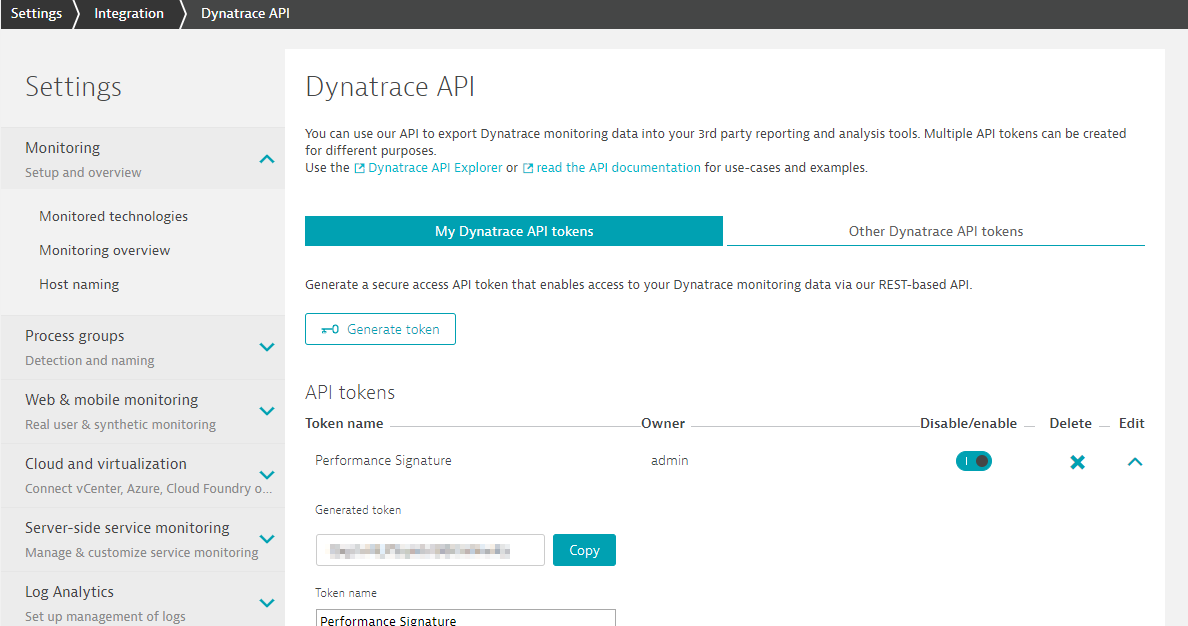 Settings
Integration
Dynatrace API
Settings
Monitoring
Setup and overview
Monitored technologies
Monitoring overview
Host naming
Process groups
Detection and naming
Web & mobile monitoring
Real user & synthetic monitoring
Cloud and virtualization
Connect vCenter, Azure, Cloud Foundry o...
Server-side service monitoring
Manage & customize service monitoring
Log Analytics
Set up management of logs
Dynatrace API
You can use our API to export Dynatrace monitoring data into your 3rd party reporting and analysis tools. Multiple API tokens can be created
for different purposes.
Use the Dynatrace API Explorer or read the API documentation for use-cases and examples.
My Dynatrace API tokens
Other Dynatrace API tokens
Generate a secure access API token that enables access to your Dynatrace monitoring data via our REST-based API.
Generate token
API tokens
Token name Owner Disable/enable Delete Edit
Performance Signature admin
Generated token
Copy
Token name
Performance Signature